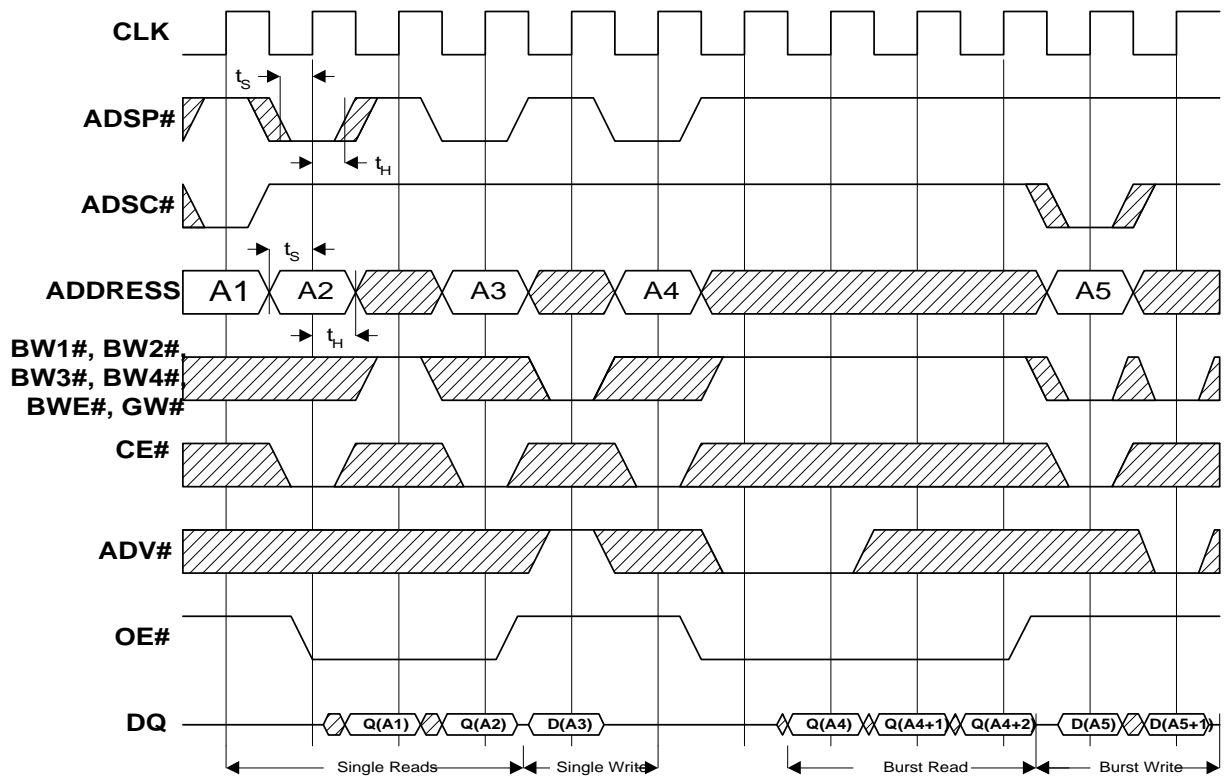 CLK
tS
ADSP#
tH
ADSC#
tS
ADDRESS A1 A2 A3 A4 A5
tH
BW1#, BW2#,
BW3#, BW4#,
BWE#, GW#
CE#
ADV#
OE#
DQ Q(A1) Q(A2) D(A3) Q(A4) Q(A4+1) Q(A4+2) D(A5) D(A5+1)
Single Reads Single Write Burst Read Burst Write